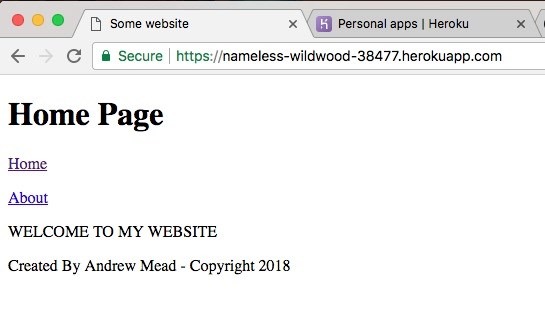 Some website
Personal apps | Heroku
Secure
https://nameless-wildwood-38477.herokuapp.com
Home Page
Home
About
WELCOME TO MY WEBSITE
Created By Andrew Mead - Copyright 2018